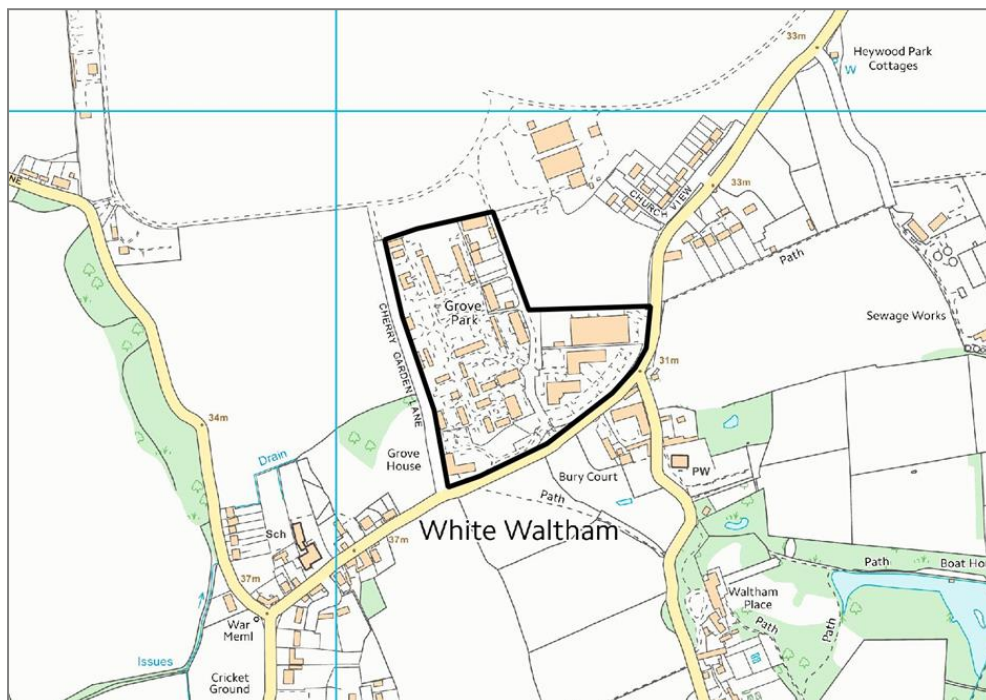 33m
Heywood Park
Cottages
W
NE
33m
CHURCH VIEW
Path
Grove
Park
CHERRY GARDEN LANE
Sewage Works
31m
34m
Drain
Grove
House
Bury Court
PW
Path
White Waltham
Sch
37m
37m
Path
Boat Ho
Waltham
Place
Path
Path
War
Meml
Issues
Cricket
Ground